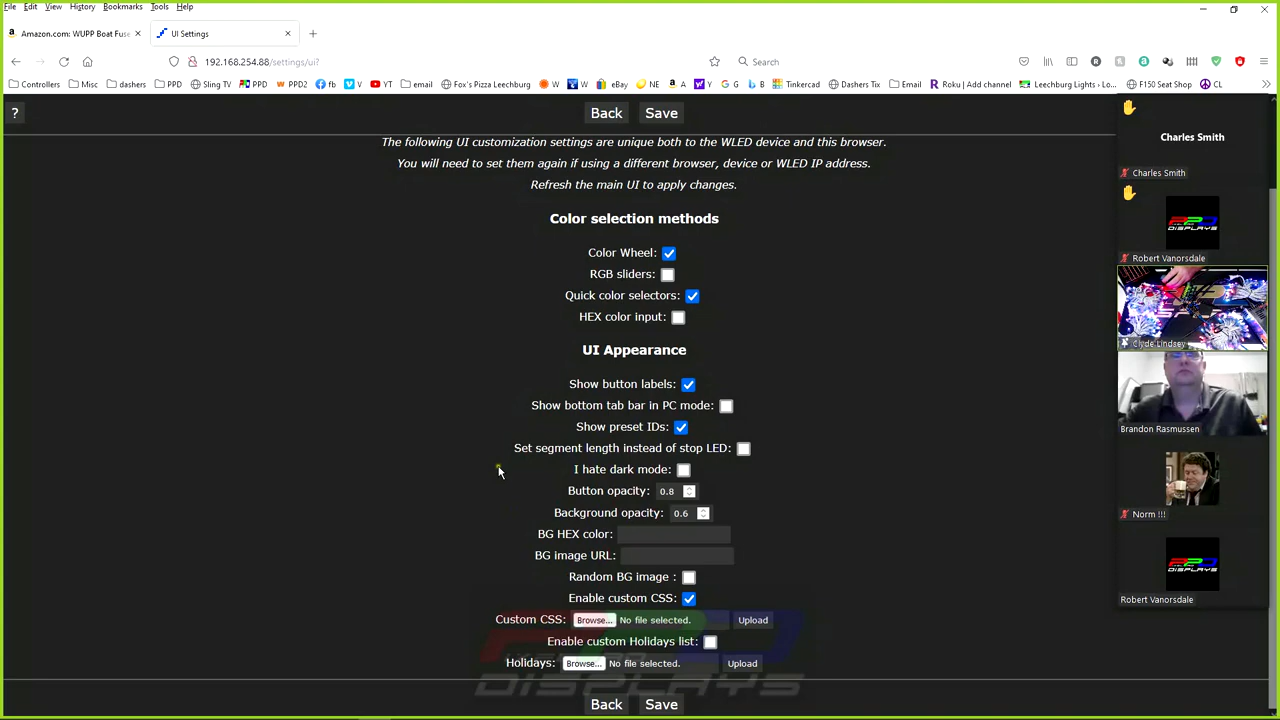 File Edit View History Bookmarks Tools Help
Amazon.com: WUPP Boat Fuse
UI Settings
192.168.254.88/settings/ui?
Search
Controllers Misc dashers PPD Sling TV PPD PPD2 fb V YT email Fox's Pizza Leechburg W W eBay NE A Y G B Tinkercad Dashers Tix Email Roku | Add channel Leechburg Lights - Lo... F150 Seat Shop CL
? Back Save
The following UI customization settings are unique both to the WLED device and this browser.
You will need to set them again if using a different browser, device or WLED IP address.
Refresh the main UI to apply changes.
Color selection methods
Color Wheel:
RGB sliders:
Quick color selectors:
HEX color input:
UI Appearance
Show button labels:
Show bottom tab bar in PC mode:
Show preset IDs:
Set segment length instead of stop LED:
I hate dark mode:
Button opacity: 0.8
Background opacity: 0.6
BG HEX color:
BG image URL:
Random BG image :
Enable custom CSS:
Custom CSS: Browse... No file selected. Upload
Enable custom Holidays list:
Holidays: Browse... No file selected. Upload
DISPLAYS
Back Save
Charles Smith
Charles Smith
PPD
DISPLAYS
Robert Vanorsdale
Clyde Lindsey
Brandon Rasmussen
Norm !!!
PPD
DISPLAYS
Robert Vanorsdale